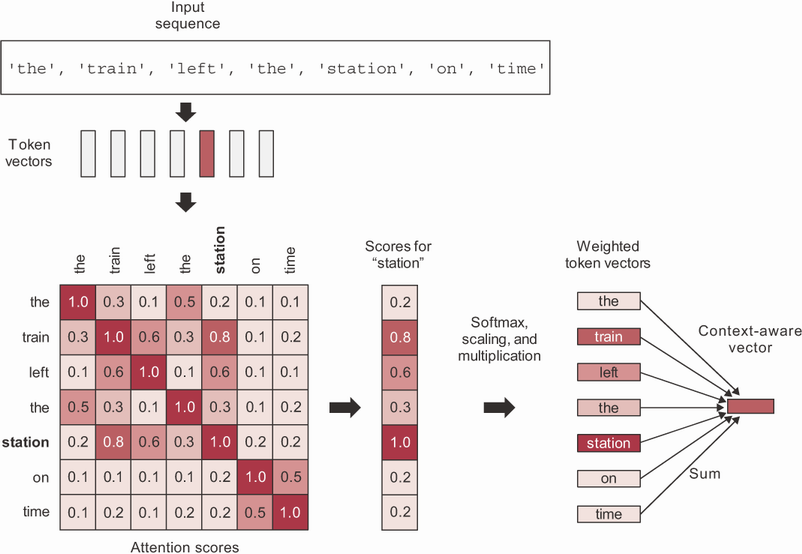 Input
sequence
'the', 'train', 'left', 'the', 'station', 'on', 'time'
Token
vectors
the train left the station on time
the 1.0 0.3 0.1 0.5 0.2 0.1 0.1
train 0.3 1.0 0.6 0.3 0.8 0.1 0.2
left 0.1 0.6 1.0 0.1 0.6 0.1 0.1
the 0.5 0.3 0.1 1.0 0.3 0.1 0.2
station 0.2 0.8 0.6 0.3 1.0 0.2 0.2
on 0.1 0.1 0.1 0.1 0.2 1.0 0.5
time 0.1 0.2 0.1 0.2 0.2 0.5 1.0
Attention scores
Scores for
“station”
0.2
0.8
0.6
0.3
1.0
0.2
0.2
Softmax,
scaling, and
multiplication
Weighted
token vectors
the
train
left
the
station
on
time
Sum
Context-aware
vector